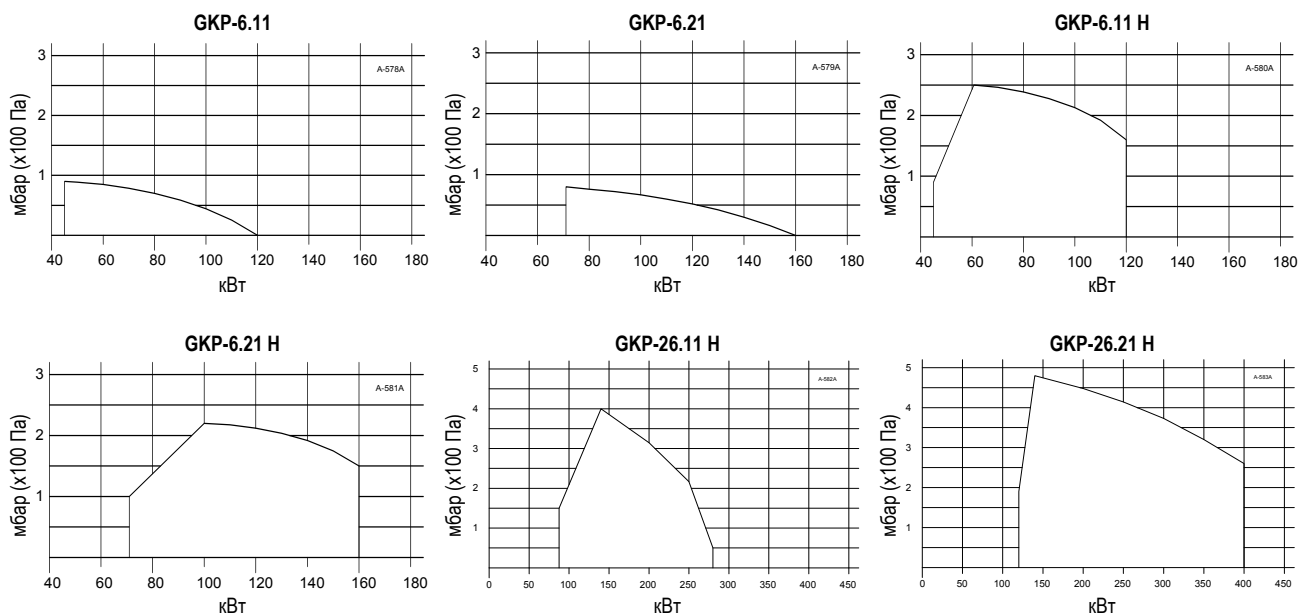 GKP-6.11
мбар (x100 Па)
3
2
1
A-578A
40 60 80 100 120 140 160 180
кВт
GKP-6.21
мбар (x100 Па)
3
2
1
A-579A
40 60 80 100 120 140 160 180
кВт
GKP-6.11 H
мбар (x100 Па)
3
2
1
A-580A
40 60 80 100 120 140 160 180
кВт
GKP-6.21 H
мбар (x100 Па)
3
2
1
A-581A
40 60 80 100 120 140 160 180
кВт
GKP-26.11 H
мбар (x100 Па)
5
4
3
2
1
A-582A
0 50 100 150 200 250 300 350 400 450
кВт
GKP-26.21 H
мбар (x100 Па)
5
4
3
2
1
A-583A
0 50 100 150 200 250 300 350 400 450
кВт